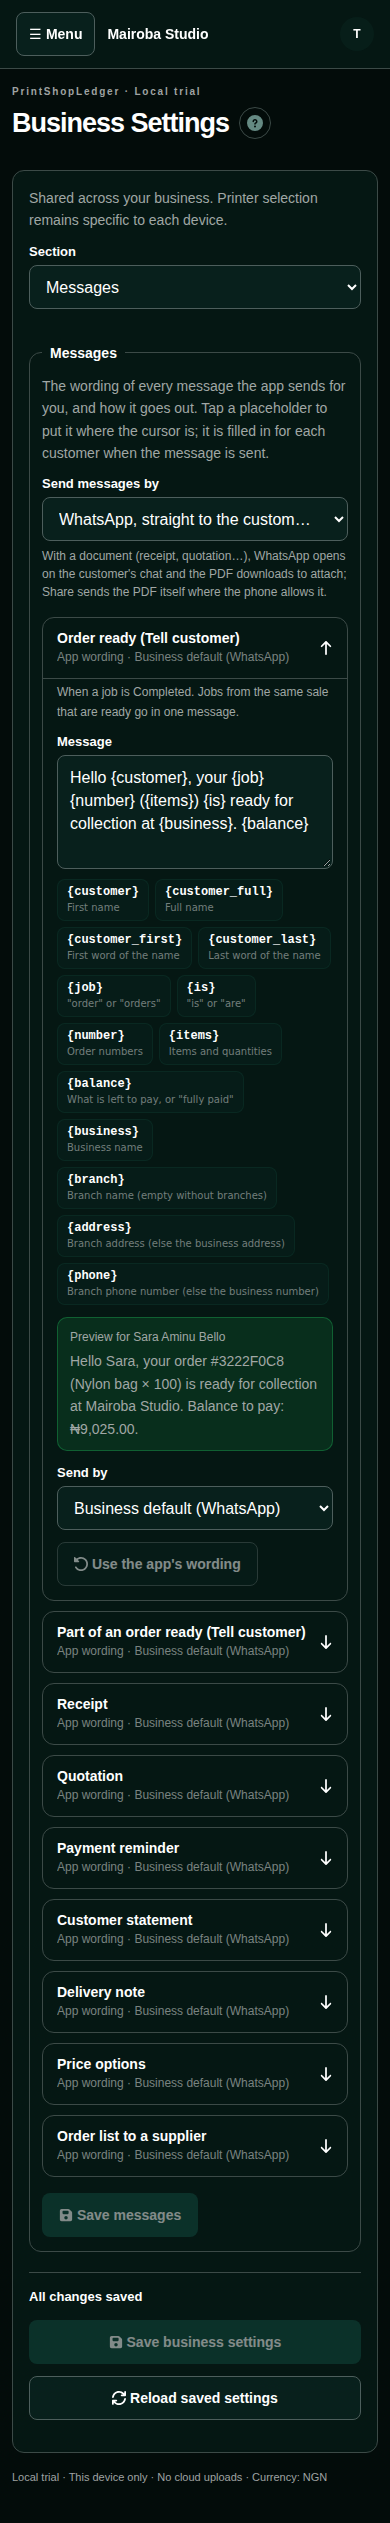 ☰ Menu
Mairoba Studio
T
PrintShopLedger · Local trial
Business Settings
?
Shared across your business. Printer selection
remains specific to each device.
Section
Messages
Messages
The wording of every message the app sends for
you, and how it goes out. Tap a placeholder to
put it where the cursor is; it is filled in for each
customer when the message is sent.
Send messages by
WhatsApp, straight to the custom…
With a document (receipt, quotation…), WhatsApp opens
on the customer's chat and the PDF downloads to attach;
Share sends the PDF itself where the phone allows it.
Order ready (Tell customer)
App wording · Business default (WhatsApp)
When a job is Completed. Jobs from the same sale
that are ready go in one message.
Message
Hello {customer}, your {job}
{number} ({items}) {is} ready for
collection at {business}. {balance}
{customer}
First name
{customer_full}
Full name
{customer_first}
First word of the name
{customer_last}
Last word of the name
{job}
"order" or "orders"
{is}
"is" or "are"
{number}
Order numbers
{items}
Items and quantities
{balance}
What is left to pay, or "fully paid"
{business}
Business name
{branch}
Branch name (empty without branches)
{address}
Branch address (else the business address)
{phone}
Branch phone number (else the business number)
Preview for Sara Aminu Bello
Hello Sara, your order #3222F0C8
(Nylon bag × 100) is ready for collection
at Mairoba Studio. Balance to pay:
₦9,025.00.
Send by
Business default (WhatsApp)
Use the app's wording
Part of an order ready (Tell customer)
App wording · Business default (WhatsApp)
Receipt
App wording · Business default (WhatsApp)
Quotation
App wording · Business default (WhatsApp)
Payment reminder
App wording · Business default (WhatsApp)
Customer statement
App wording · Business default (WhatsApp)
Delivery note
App wording · Business default (WhatsApp)
Price options
App wording · Business default (WhatsApp)
Order list to a supplier
App wording · Business default (WhatsApp)
Save messages
All changes saved
Save business settings
Reload saved settings
Local trial · This device only · No cloud uploads · Currency: NGN